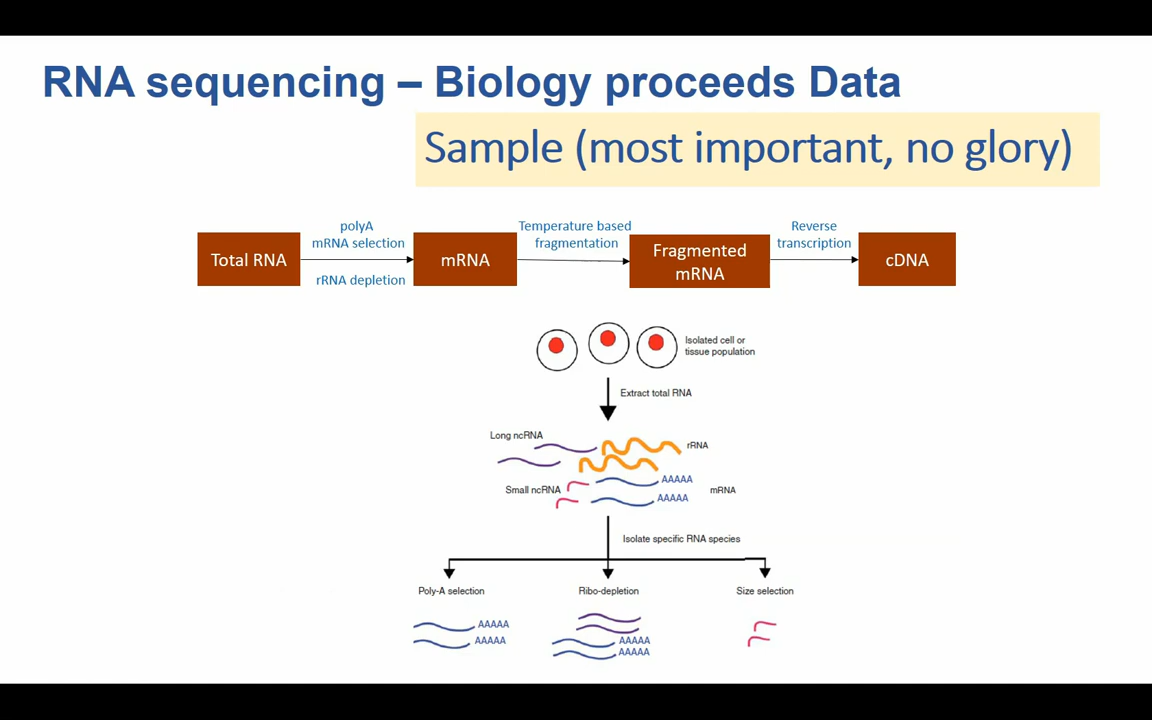 RNA sequencing – Biology proceeds Data
Sample (most important, no glory)
Total RNA
polyA
mRNA selection
rRNA depletion
mRNA
Temperature based
fragmentation
Fragmented
mRNA
Reverse
transcription
cDNA
Isolated cell or
tissue population
Extract total RNA
Long ncRNA
rRNA
Small ncRNA
AAAAA
AAAAA
mRNA
Isolate specific RNA species
Poly-A selection
Ribo-depletion
Size selection
AAAAA
AAAAA
AAAAA
AAAAA